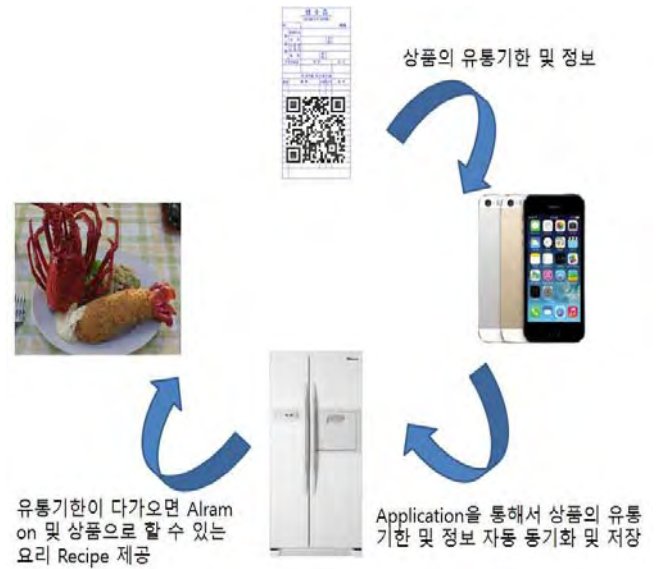 영 수 증
상품의 유통기한 및 정보
Application을 통해서 상품의 유통
기한 및 정보 자동 동기화 및 저장
유통기한이 다가오면 Alram
on 및 상품으로 할 수 있는
요리 Recipe 제공